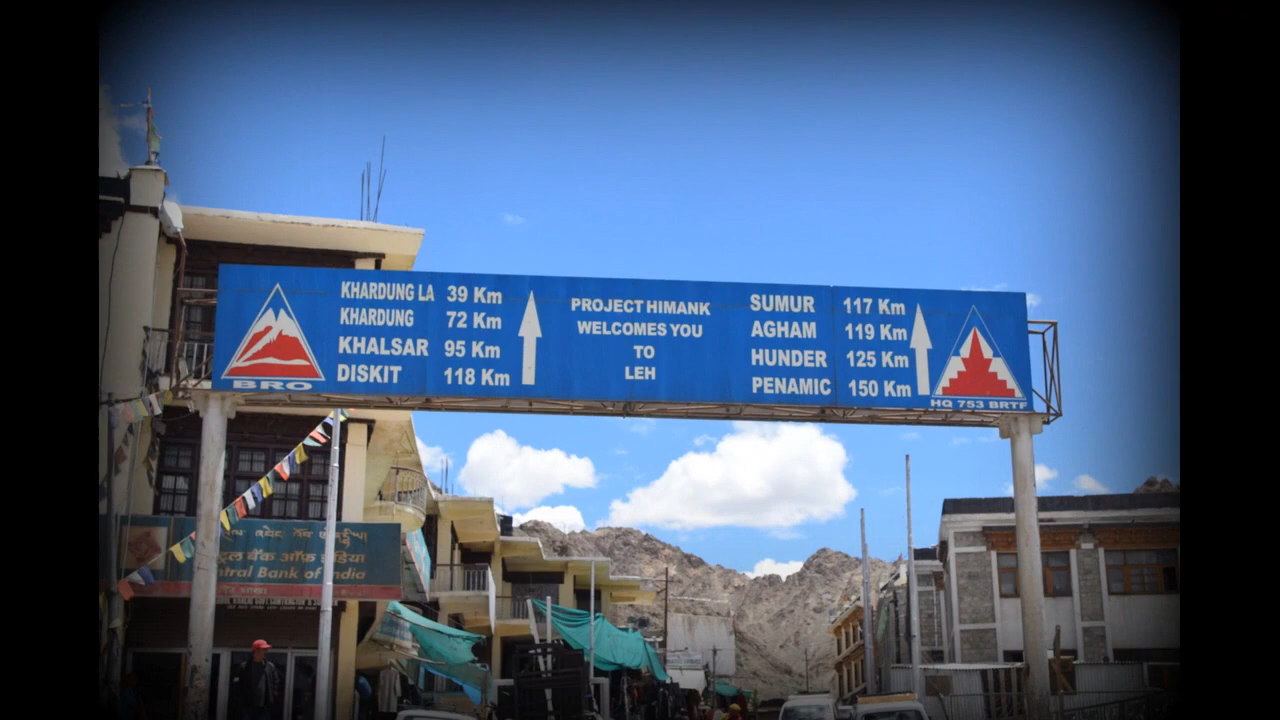 KHARDUNG LA 39 Km
KHARDUNG 72 Km
KHALSAR 95 Km
DISKIT 118 Km
BRO
PROJECT HIMANK
WELCOMES YOU
TO
LEH
SUMUR 117 Km
AGHAM 119 Km
HUNDER 125 Km
PENAMIC 150 Km
HQ 753 BRTF
बैंक ऑफ़ इंडिया
Bank of India